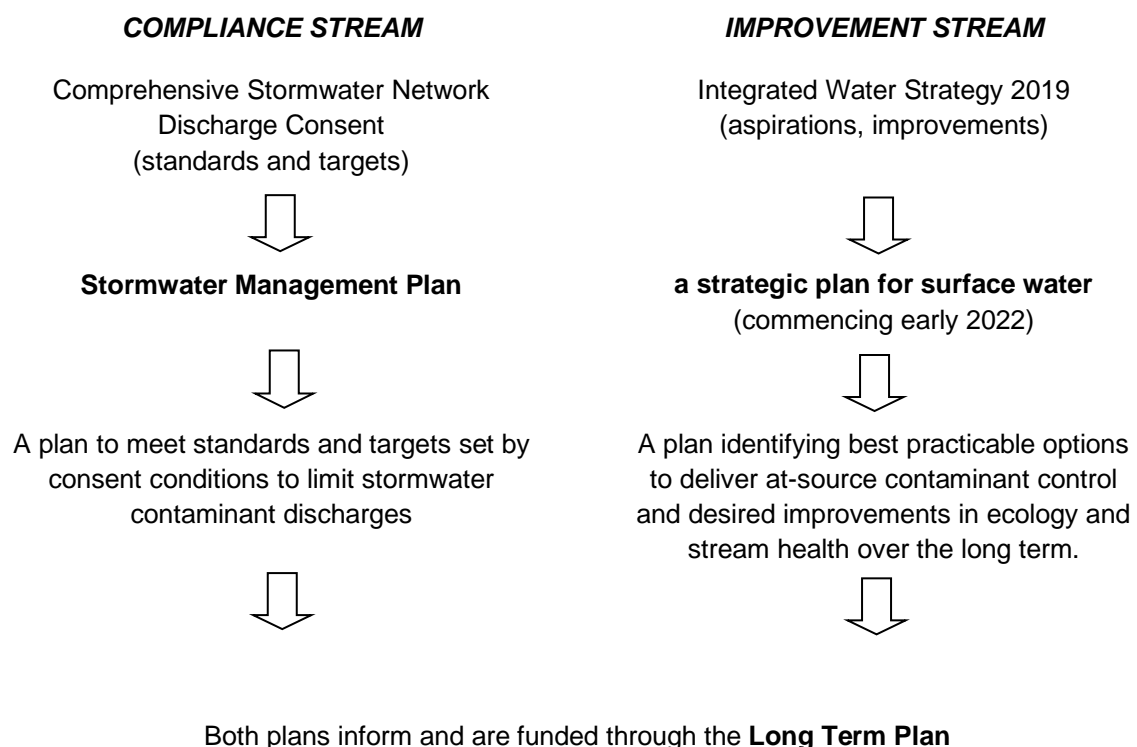 COMPLIANCE STREAM
Comprehensive Stormwater Network
Discharge Consent
(standards and targets)
Stormwater Management Plan
A plan to meet standards and targets set by
consent conditions to limit stormwater
contaminant discharges
IMPROVEMENT STREAM
Integrated Water Strategy 2019
(aspirations, improvements)
a strategic plan for surface water
(commencing early 2022)
A plan identifying best practicable options
to deliver at-source contaminant control
and desired improvements in ecology and
stream health over the long term.
Both plans inform and are funded through the Long Term Plan